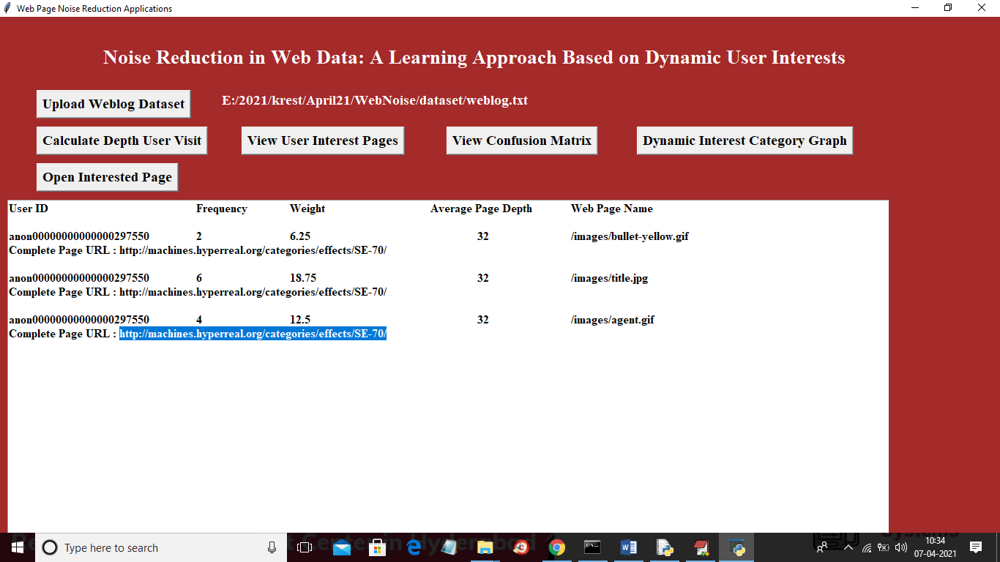 Web Page Noise Reduction Applications
Noise Reduction in Web Data: A Learning Approach Based on Dynamic User Interests
Upload Weblog Dataset E:/2021/krest/April21/WebNoise/dataset/weblog.txt
Calculate Depth User Visit View User Interest Pages View Confusion Matrix Dynamic Interest Category Graph
Open Interested Page
User ID Frequency Weight Average Page Depth Web Page Name
anon00000000000000297550 2 6.25 32 /images/bullet-yellow.gif
Complete Page URL : http://machines.hyperreal.org/categories/effects/SE-70/
anon00000000000000297550 6 18.75 32 /images/title.jpg
Complete Page URL : http://machines.hyperreal.org/categories/effects/SE-70/
anon00000000000000297550 4 12.5 32 /images/agent.gif
Complete Page URL : http://machines.hyperreal.org/categories/effects/SE-70/
Type here to search
10:34
07-04-2021